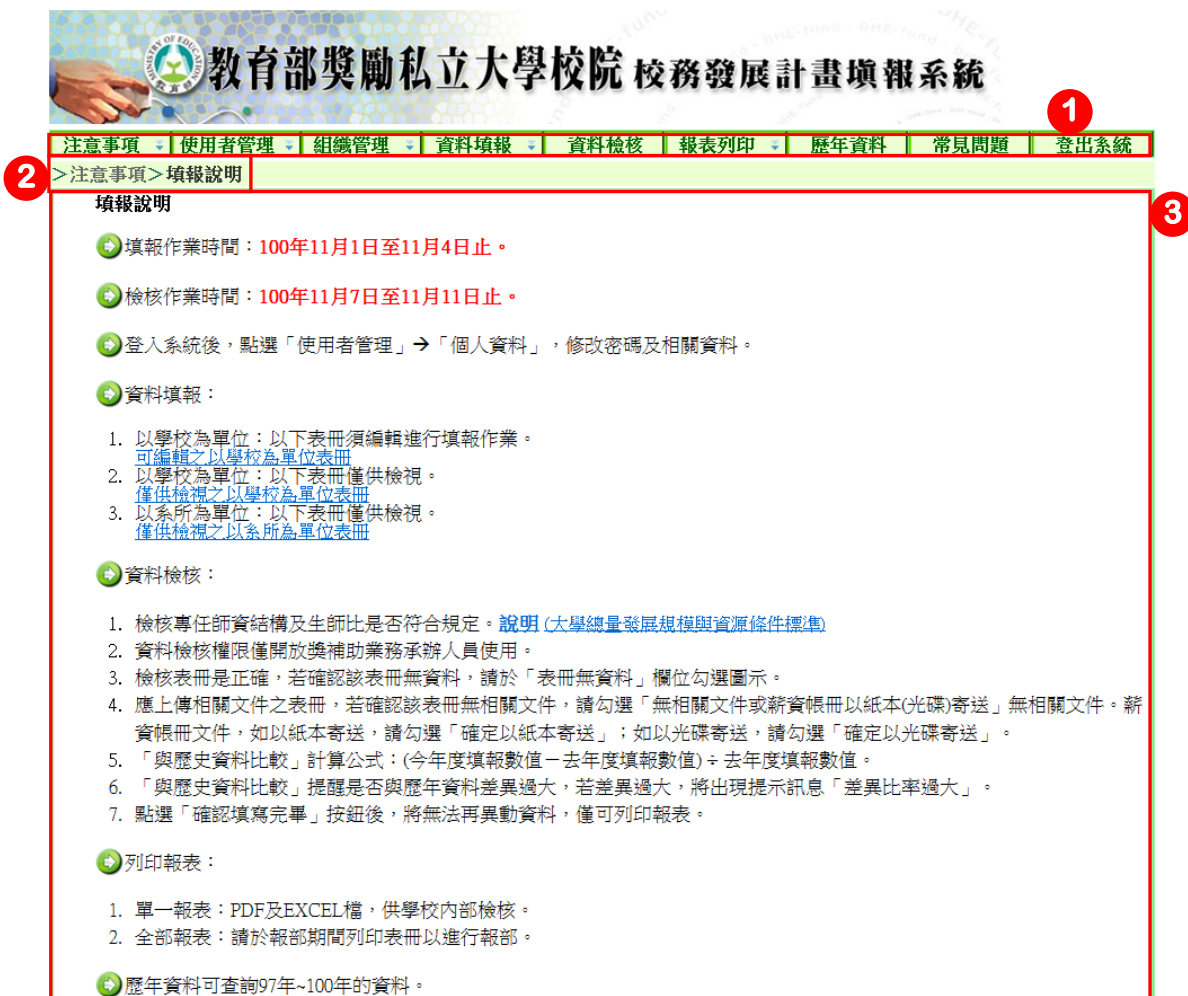 教育部獎勵私立大學校院 校務發展計畫填報系統
1
注意事項 使用者管理 組織管理 資料填報 資料檢核 報表列印 歷年資料 常見問題 登出系統
2
>注意事項>填報說明
3
填報說明
填報作業時間：100年11月1日至11月4日止。
檢核作業時間：100年11月7日至11月11日止。
登入系統後，點選「使用者管理」→「個人資料」，修改密碼及相關資料。
資料填報：
1. 以學校為單位：以下表冊須編輯進行填報作業。
可編輯之以學校為單位表冊
2. 以學校為單位：以下表冊僅供檢視。
僅供檢視之以學校為單位表冊
3. 以系所為單位：以下表冊僅供檢視。
僅供檢視之以系所為單位表冊
資料檢核：
1. 檢核專任師資結構及生師比是否符合規定。說明 (大學總量發展規模與資源條件標準)
2. 資料檢核權限僅開放獎補助業務承辦人員使用。
3. 檢核表冊是正確，若確認該表冊無資料，請於「表冊無資料」欄位勾選圖示。
4. 應上傳相關文件之表冊，若確認該表冊無相關文件，請勾選「無相關文件或薪資帳冊以紙本(光碟)寄送」無相關文件。薪
資帳冊文件，如以紙本寄送，請勾選「確定以紙本寄送」；如以光碟寄送，請勾選「確定以光碟寄送」。
5. 「與歷史資料比較」計算公式：(今年度填報數值－去年度填報數值)÷去年度填報數值。
6. 「與歷史資料比較」提醒是否與歷年資料差異過大，若差異過大，將出現提示訊息「差異比率過大」。
7. 點選「確認填寫完畢」按鈕後，將無法再異動資料，僅可列印報表。
列印報表：
1. 單一報表：PDF及EXCEL檔，供學校內部檢核。
2. 全部報表：請於報部期間列印表冊以進行報部。
歷年資料可查詢97年~100年的資料。